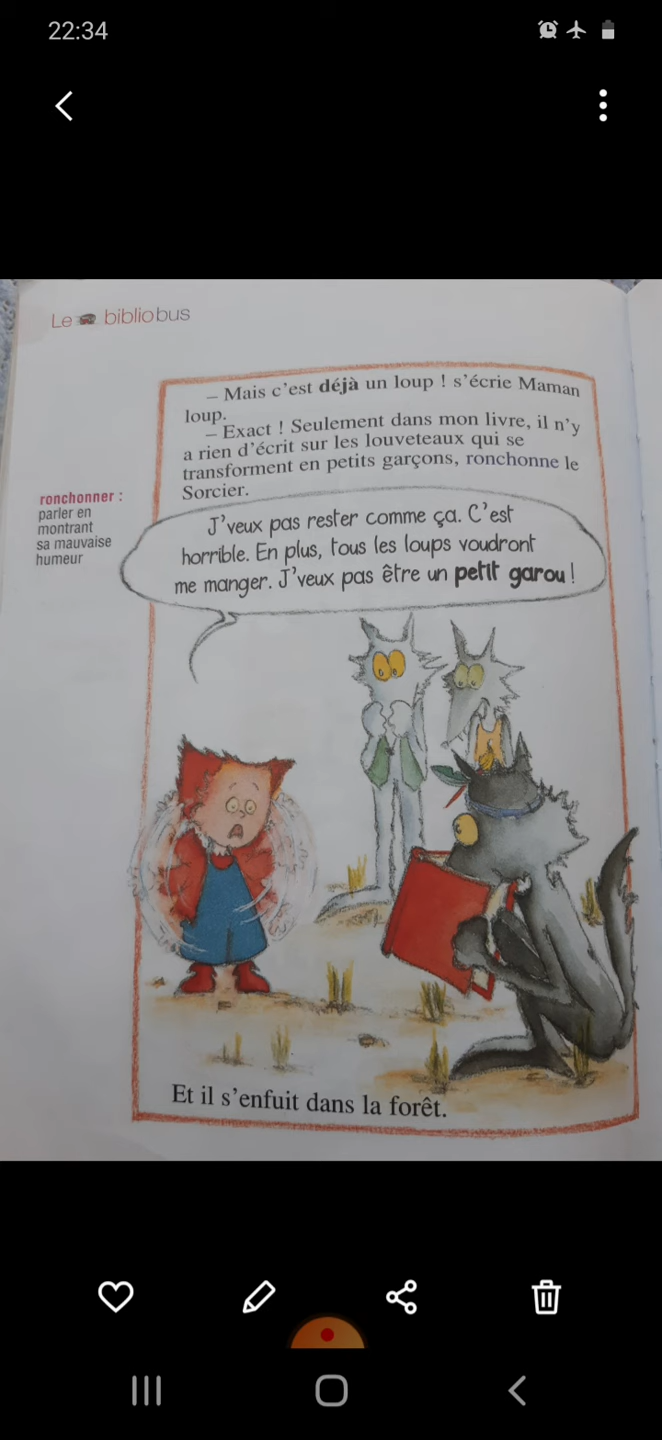 22:34
Le bibliobus
– Mais c'est déjà un loup ! s'écrie Maman
loup.
– Exact ! Seulement dans mon livre, il n'y
a rien d'écrit sur les louveteaux qui se
transforment en petits garçons, ronchonne le
Sorcier.
ronchonner :
parler en
montrant
sa mauvaise
humeur
J'veux pas rester comme ça. C'est
horrible. En plus, tous les loups voudront
me manger. J'veux pas être un petit garou !
Et il s'enfuit dans la forêt.